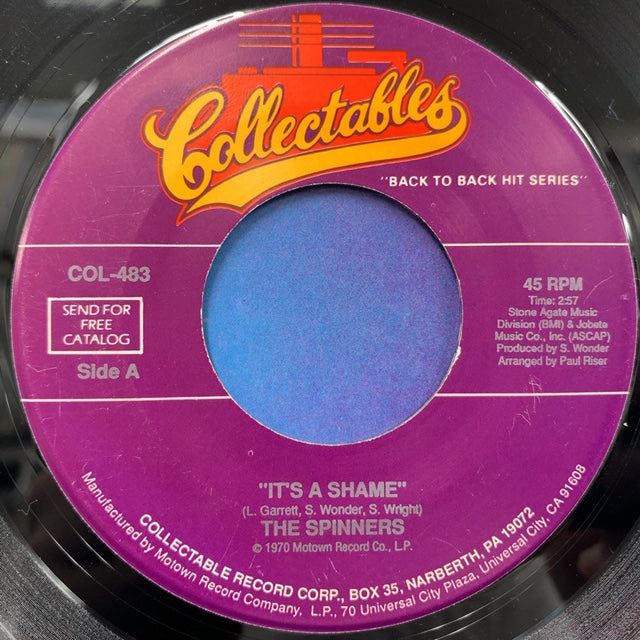 Collectables
"BACK TO BACK HIT SERIES"
COL-483
SEND FOR
FREE
CATALOG
Side A
45 RPM
Time: 2:57
Stone Agate Music
Division (BMI) & Jobete
Music Co., Inc. (ASCAP)
Produced by S. Wonder
Arranged by Paul Riser
"IT'S A SHAME"
(L. Garrett, S. Wonder, S. Wright)
THE SPINNERS
© 1970 Motown Record Co., L.P.
COLLECTABLE RECORD CORP., BOX 35, NARBERTH, PA 19072
Manufactured by Motown Record Company, L.P., 70 Universal City Plaza, Universal City, CA 91608